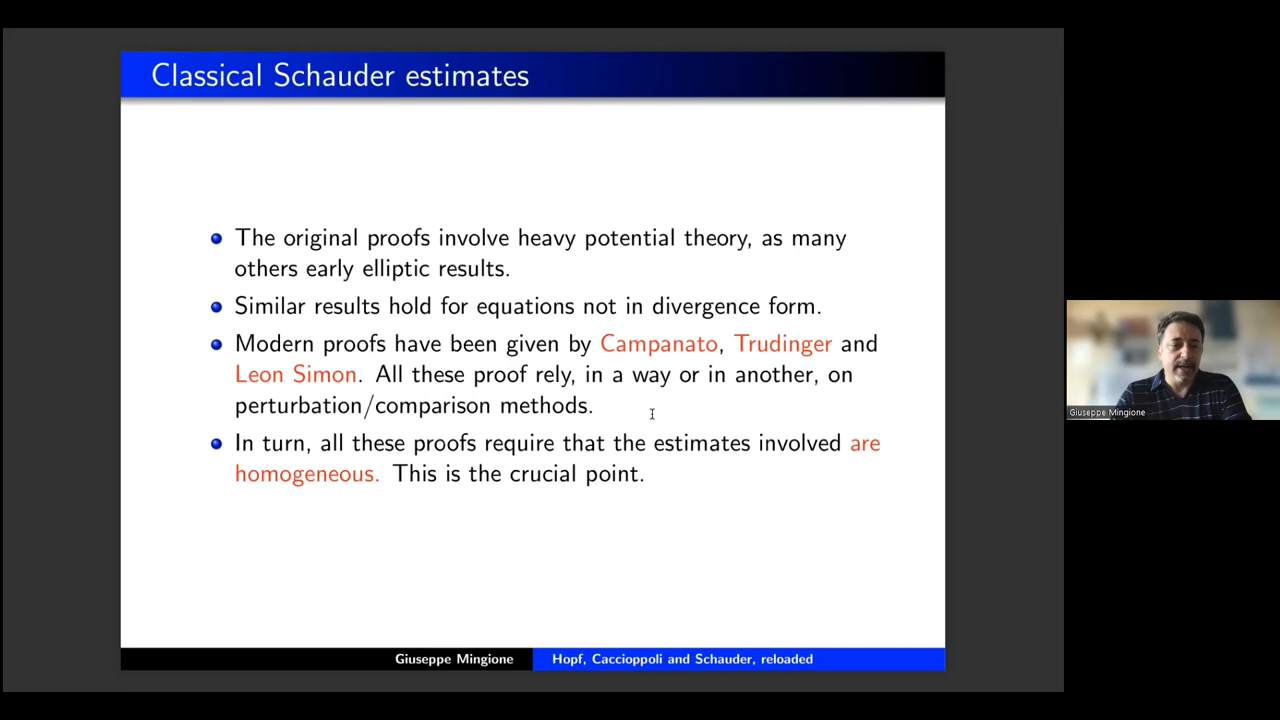 Classical Schauder estimates
The original proofs involve heavy potential theory, as many
others early elliptic results.
Similar results hold for equations not in divergence form.
Modern proofs have been given by Campanato, Trudinger and
Leon Simon. All these proof rely, in a way or in another, on
perturbation/comparison methods.
In turn, all these proofs require that the estimates involved are
homogeneous. This is the crucial point.
Giuseppe Mingione
Hopf, Caccioppoli and Schauder, reloaded
Giuseppe Mingione